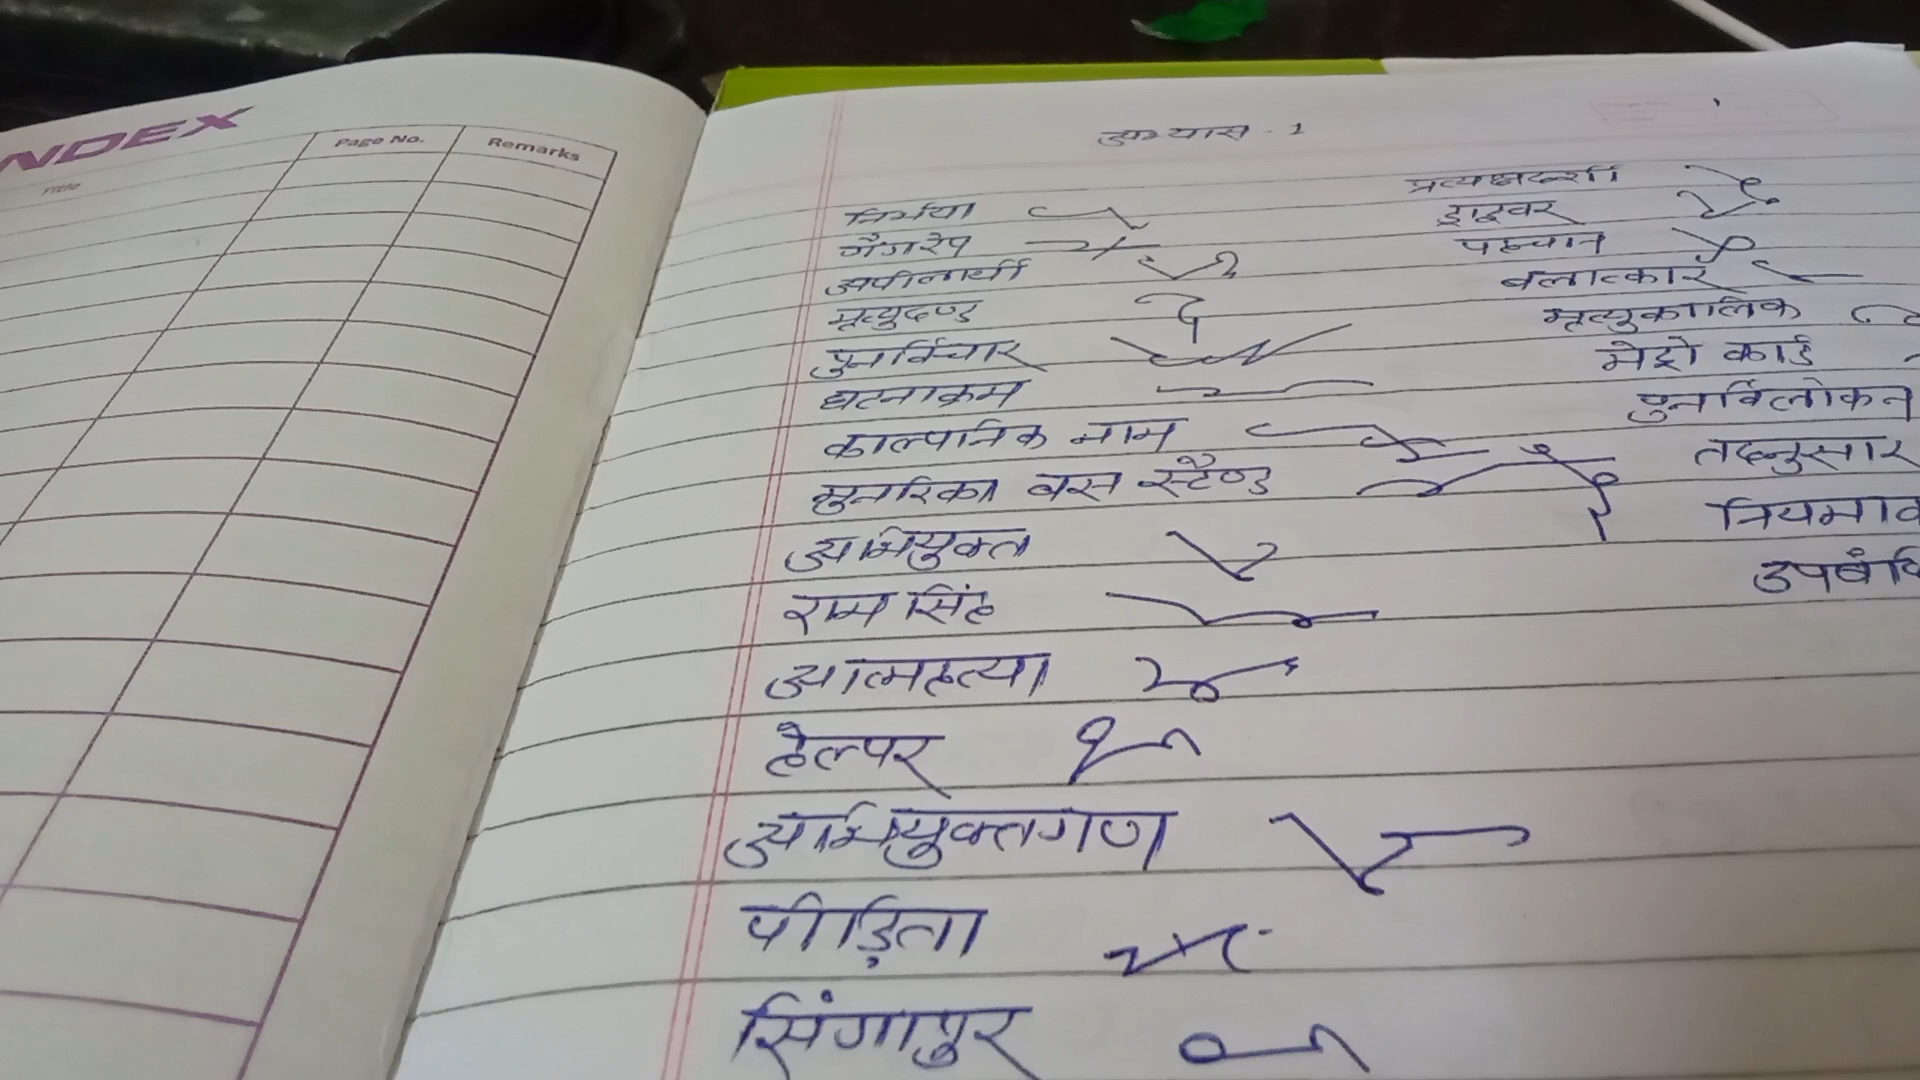 INDEX
Title
Page No.
Remarks
अभ्यास - 1
निर्भया
गैंगरेप
अपीलार्थी
मृत्युदण्ड
पुनर्विचार
घटनाक्रम
काल्पनिक नाम
मुनरिका बस स्टैण्ड
अभियुक्त
राम सिंह
आत्महत्या
हेल्पर
अभियुक्तगण
पीड़िता
सिंगापुर
प्रत्यक्षदर्शी
ड्राइवर
पहचान
बलात्कार
मृत्युकालिक
मेट्रो कार्ड
पुनर्विलोकन
तदनुसार